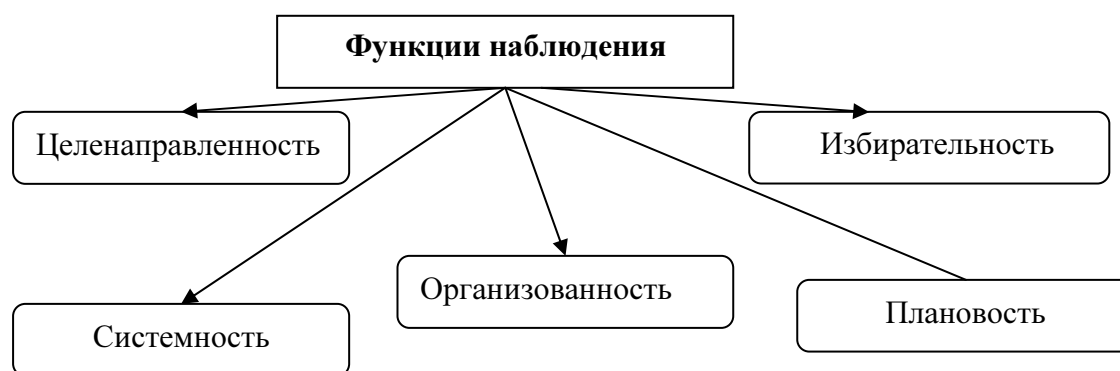 Функции наблюдения
Целенаправленность
Избирательность
Организованность
Плановость
Системность